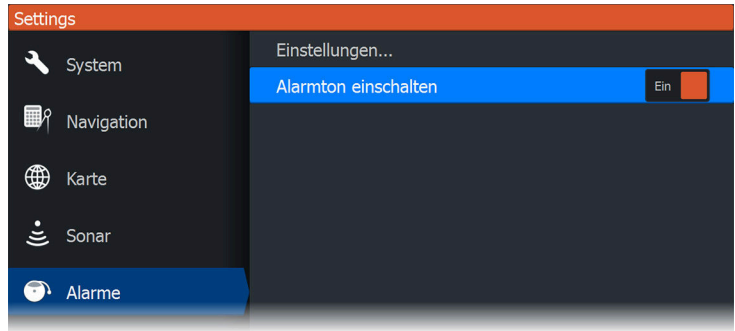 Settings
System
Navigation
Karte
Sonar
Alarme
Einstellungen...
Alarmton einschalten
Ein